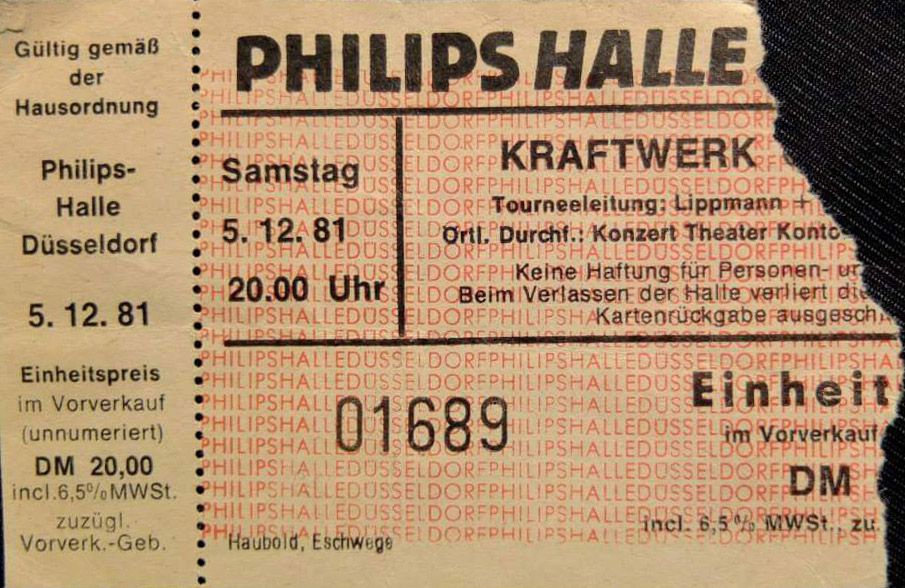 Gültig gemäß
der
Hausordnung
Philips-
Halle
Düsseldorf
5. 12. 81
Einheitspreis
im Vorverkauf
(unnumeriert)
DM 20,00
incl.6,5%MWSt.
zuzügl.
Vorverk.-Geb.
PHILIPS HALLE
Samstag
5. 12. 81
20.00 Uhr
KRAFTWERK
Tourneeleitung: Lippmann +
Örtl. Durchf.: Konzert Theater Konto
Keine Haftung für Personen- un
Beim Verlassen der Halle verliert die
Kartenrückgabe ausgesch
01689
Einheit
im Vorverkauf
DM
incl. 6,5% MWSt., zu
Haubold, Eschwege